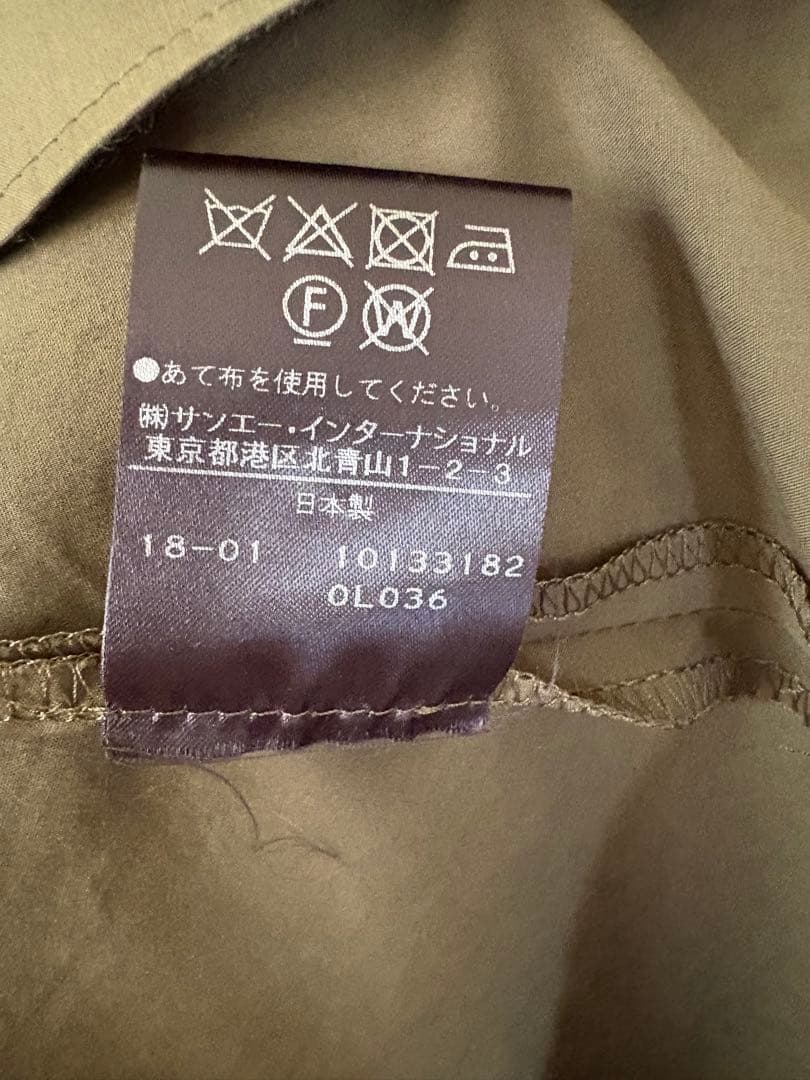 F W
●あて布を使用してください。
㈱サンエー・インターナショナル
東京都港区北青山1-2-3
日本製
18-01 10133182
0L036